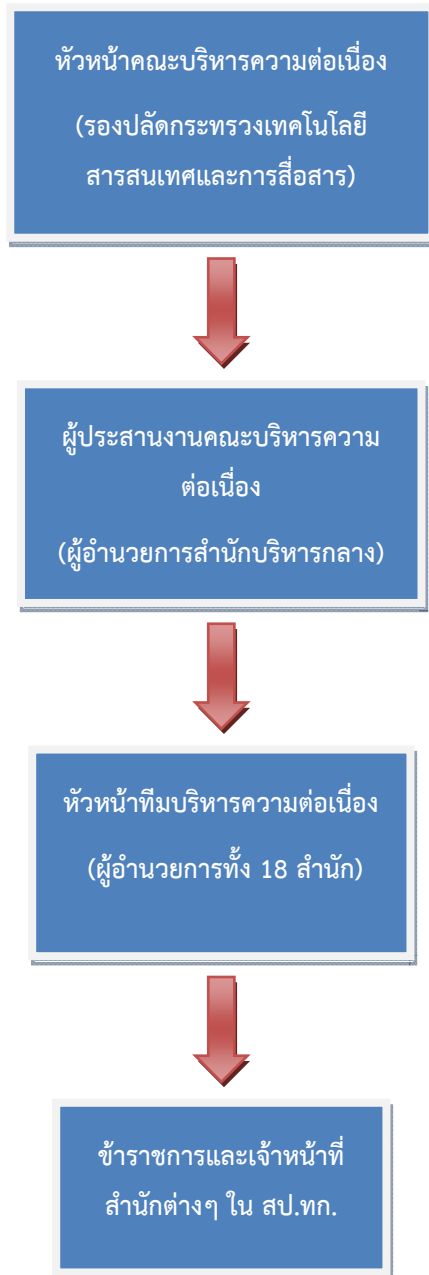 หัวหน้าคณะบริหารความต่อเนื่อง
(รองปลัดกระทรวงเทคโนโลยี
สารสนเทศและการสื่อสาร)
ผู้ประสานงานคณะบริหารความ
ต่อเนื่อง
(ผู้อำนวยการสำนักบริหารกลาง)
หัวหน้าทีมบริหารความต่อเนื่อง
(ผู้อำนวยการทั้ง 18 สำนัก)
ข้าราชการและเจ้าหน้าที่
สำนักต่างๆ ใน สป.ทก.